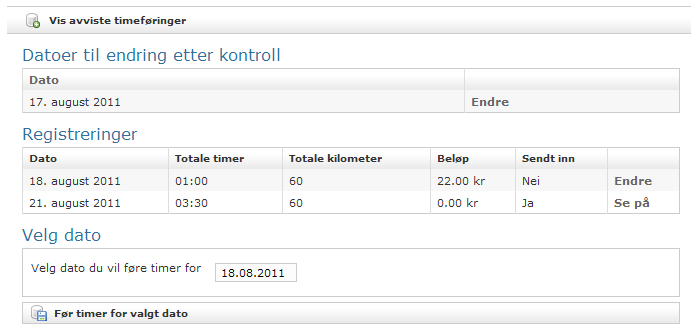 Vis avviste timeføringer
Datoer til endring etter kontroll
Dato
17. august 2011 Endre
Registreringer
Dato Totale timer Totale kilometer Beløp Sendt inn
18. august 2011 01:00 60 22.00 kr Nei Endre
21. august 2011 03:30 60 0.00 kr Ja Se på
Velg dato
Velg dato du vil føre timer for 18.08.2011
Før timer for valgt dato